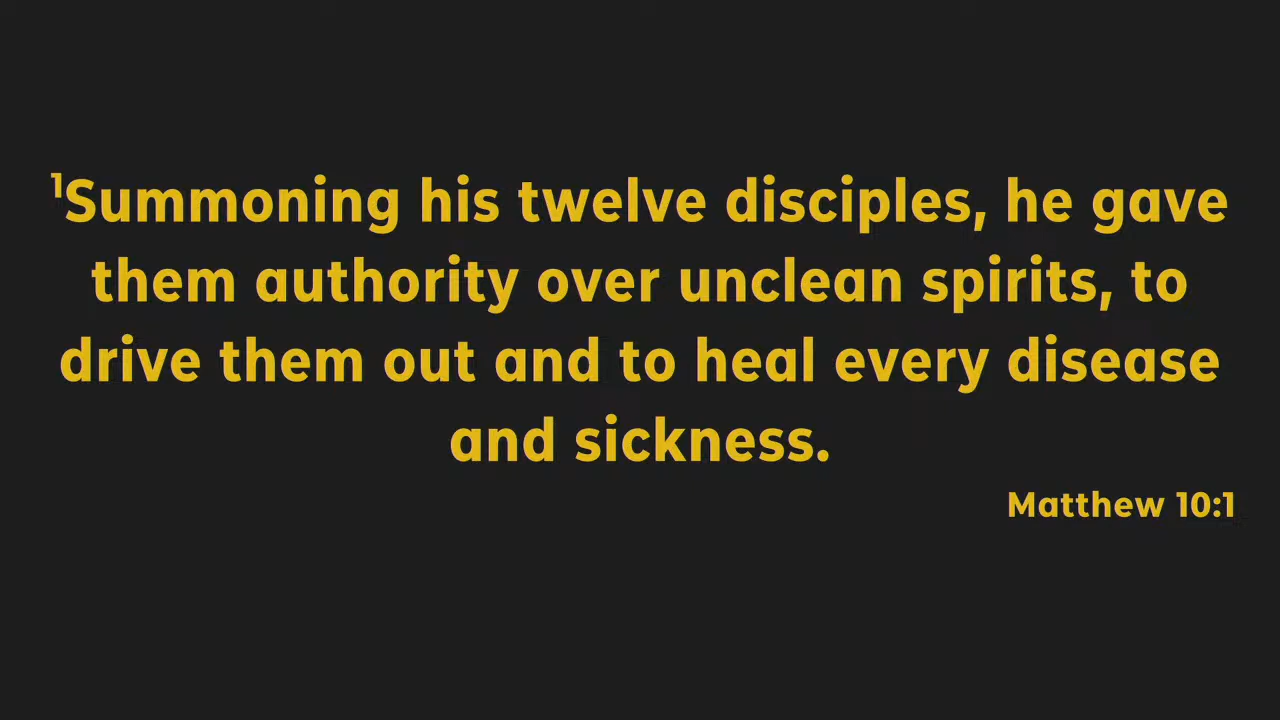 ¹Summoning his twelve disciples, he gave
them authority over unclean spirits, to
drive them out and to heal every disease
and sickness.
Matthew 10:1